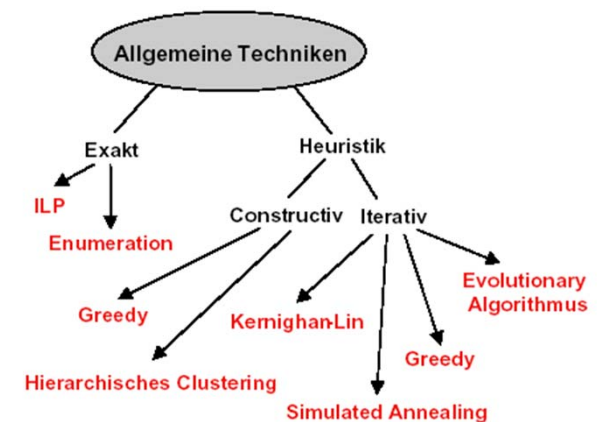 Allgemeine Techniken
Exakt
Heuristik
ILP
Constructiv
Iterativ
Enumeration
Evolutionary
Algorithmus
Greedy
Kernighan-Lin
Greedy
Hierarchisches Clustering
Simulated Annealing